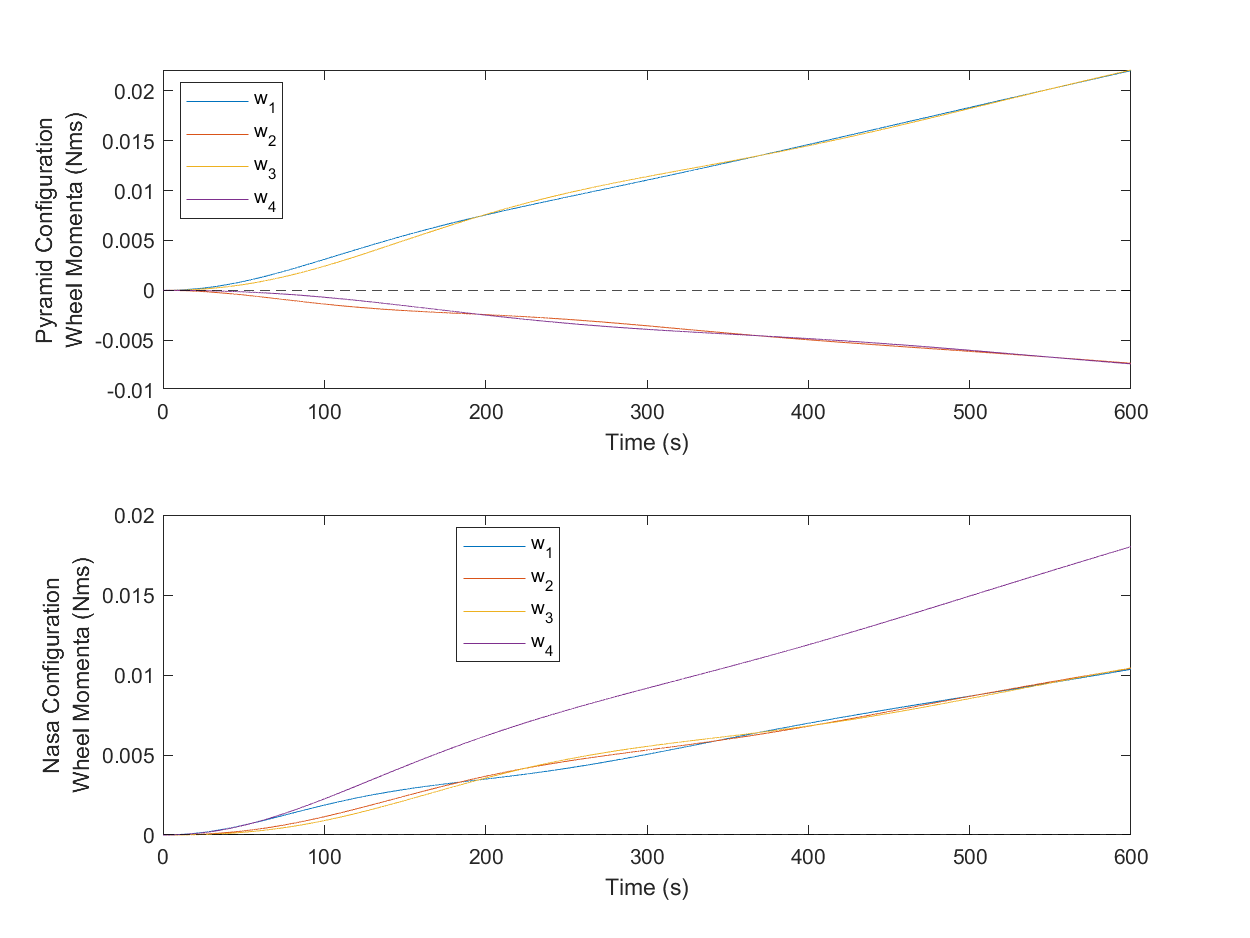 Pyramid Configuration
Wheel Momenta (Nms)
0.02
0.015
0.01
0.005
0
-0.005
-0.01
w1
w2
w3
w4
0 100 200 300 400 500 600
Time (s)
Nasa Configuration
Wheel Momenta (Nms)
0.02
0.015
0.01
0.005
0
w1
w2
w3
w4
0 100 200 300 400 500 600
Time (s)